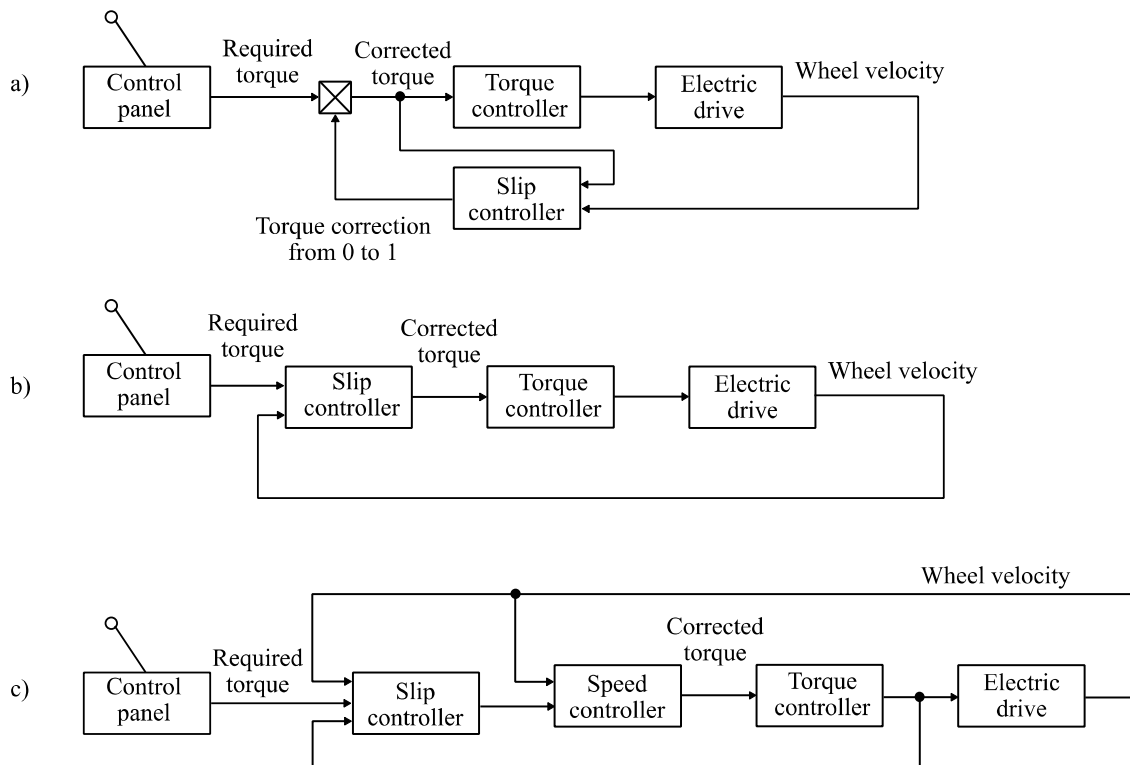 a)
Control
panel
Required
torque
Corrected
torque
Torque
controller
Electric
drive
Wheel velocity
Slip
controller
Torque correction
from 0 to 1
b)
Control
panel
Required
torque
Slip
controller
Corrected
torque
Torque
controller
Electric
drive
Wheel velocity
c)
Wheel velocity
Control
panel
Required
torque
Slip
controller
Speed
controller
Corrected
torque
Torque
controller
Electric
drive